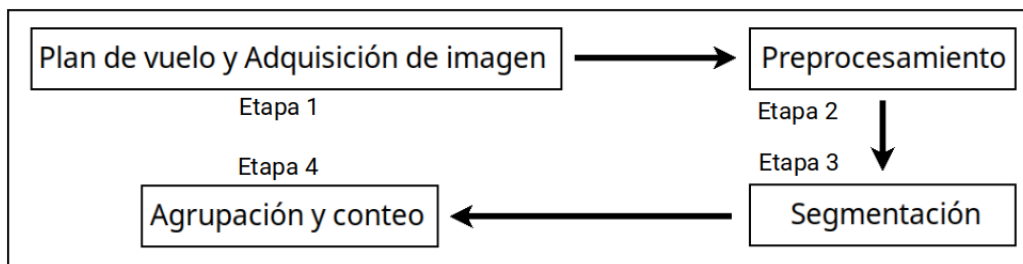 Plan de vuelo y Adquisición de imagen
Etapa 1
Preprocesamiento
Etapa 2
Etapa 3
Segmentación
Etapa 4
Agrupación y conteo